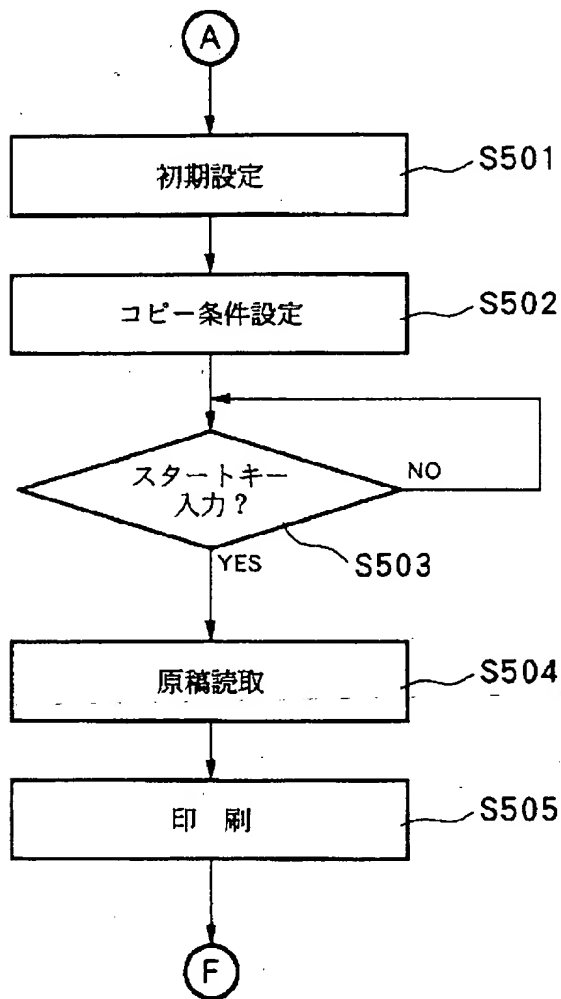 A
初期設定
S501
コピー条件設定
S502
スタートキー
入力?
NO
S503
YES
原稿読取
S504
印 刷
S505
F